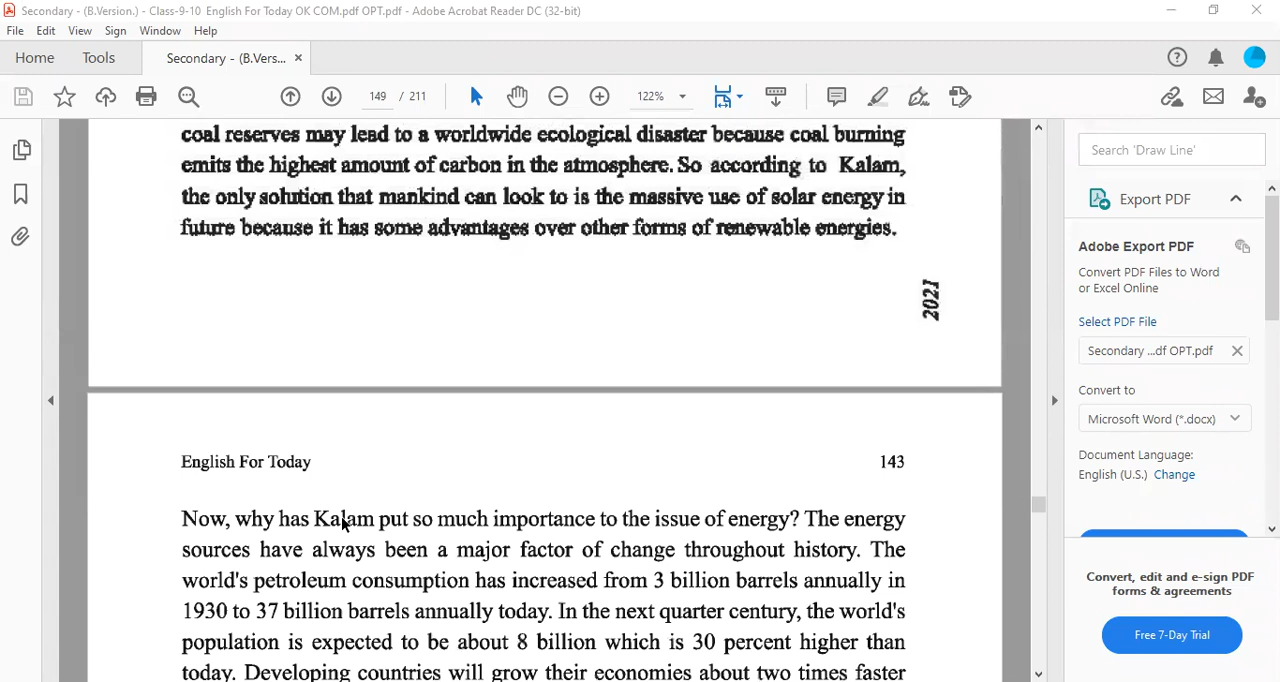 Secondary - (B.Version.) - Class-9-10 English For Today OK COM.pdf OPT.pdf - Adobe Acrobat Reader DC (32-bit)
File Edit View Sign Window Help
Home Tools Secondary - (B.Vers... ×
149 / 211 122%
coal reserves may lead to a worldwide ecological disaster because coal burning
emits the highest amount of carbon in the atmosphere. So according to Kalam,
the only solution that mankind can look to is the massive use of solar energy in
future because it has some advantages over other forms of renewable energies.
2021
English For Today 143
Now, why has Kalam put so much importance to the issue of energy? The energy
sources have always been a major factor of change throughout history. The
world's petroleum consumption has increased from 3 billion barrels annually in
1930 to 37 billion barrels annually today. In the next quarter century, the world's
population is expected to be about 8 billion which is 30 percent higher than
today. Developing countries will grow their economies about two times faster
Search 'Draw Line'
Export PDF
Adobe Export PDF
Convert PDF Files to Word
or Excel Online
Select PDF File
Secondary ...df OPT.pdf
Convert to
Microsoft Word (*.docx)
Document Language:
English (U.S.) Change
Convert, edit and e-sign PDF
forms & agreements
Free 7-Day Trial